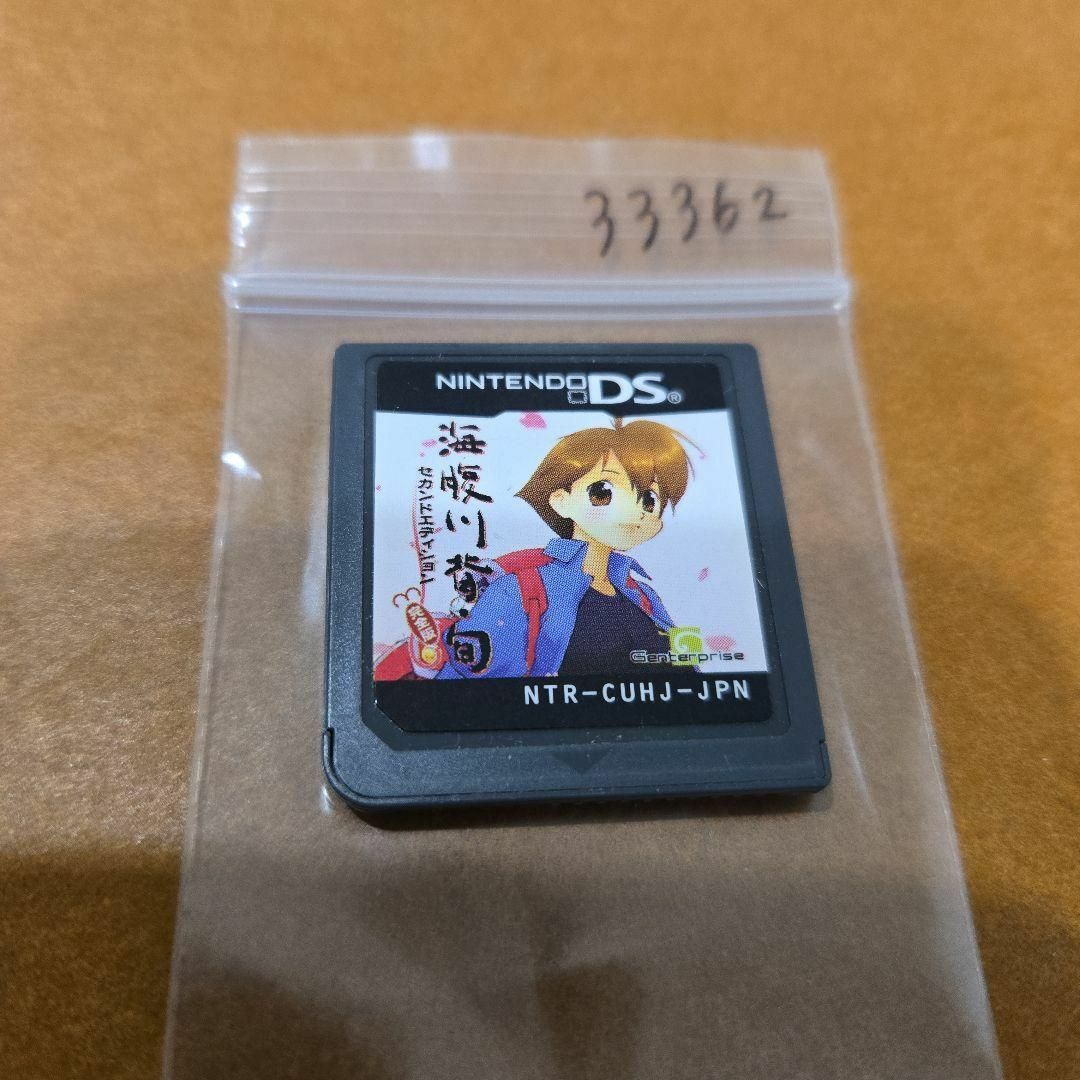 33362
NINTENDO DS®
海腹川背・旬
セカンドエディション
完全版
Genterprise
NTR-CUHJ-JPN